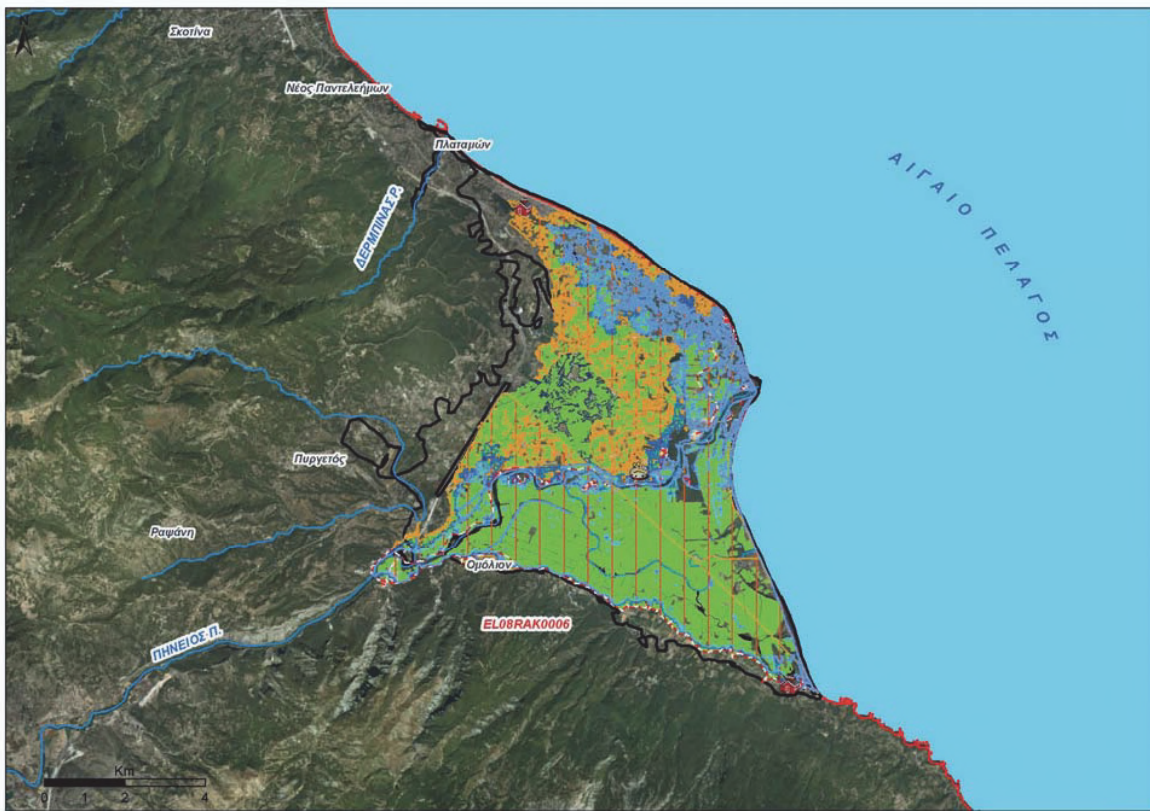 N
Σκοτίνα
Νέος Παντελεήμων
Πλαταμών
ΑΙΓΑΙΟ ΠΕΛΑΓΟΣ
ΔΕΡΜΠΙΝΑΣ Ρ.
Πυργετός
Ραψάνη
Ομόλιον
EL08RAK0006
ΠΗΝΕΙΟΣ Π.
Km
0 1 2 4